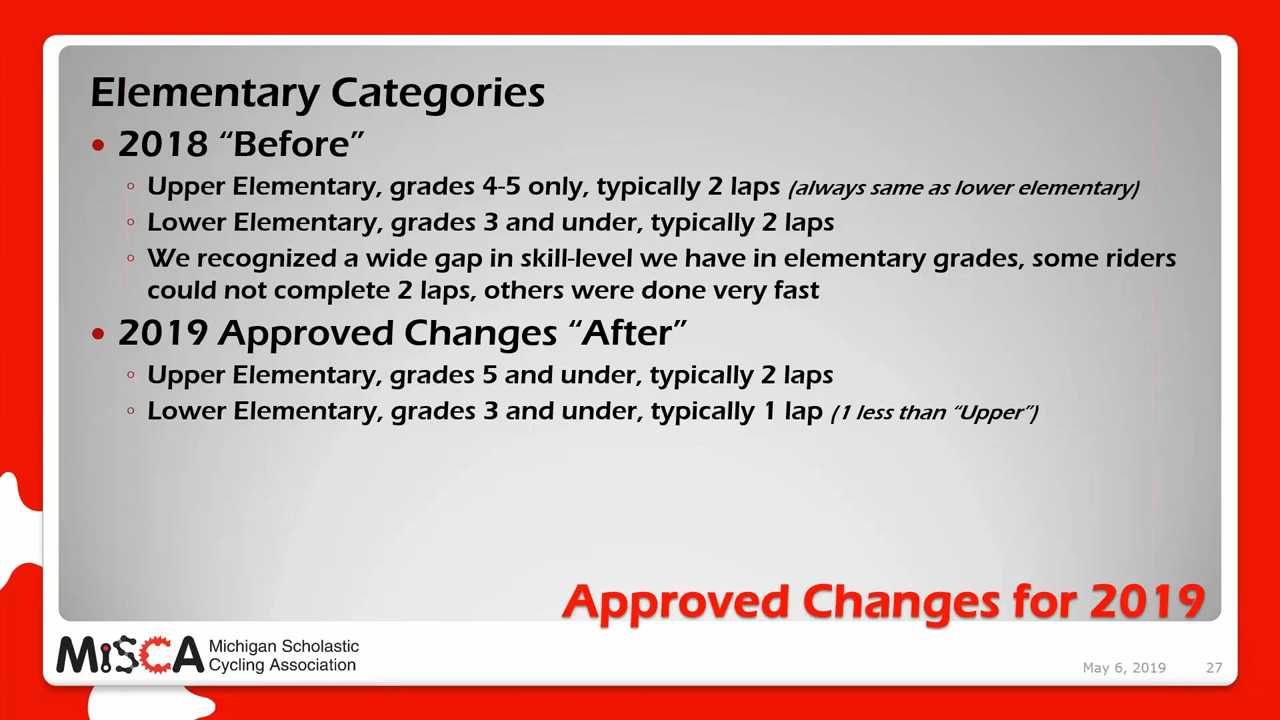 Elementary Categories
• 2018 “Before”
◦ Upper Elementary, grades 4-5 only, typically 2 laps (always same as lower elementary)
◦ Lower Elementary, grades 3 and under, typically 2 laps
◦ We recognized a wide gap in skill-level we have in elementary grades, some riders
could not complete 2 laps, others were done very fast
• 2019 Approved Changes “After”
◦ Upper Elementary, grades 5 and under, typically 2 laps
◦ Lower Elementary, grades 3 and under, typically 1 lap (1 less than “Upper”)
Approved Changes for 2019
MiSCA Michigan Scholastic
Cycling Association
May 6, 2019 27